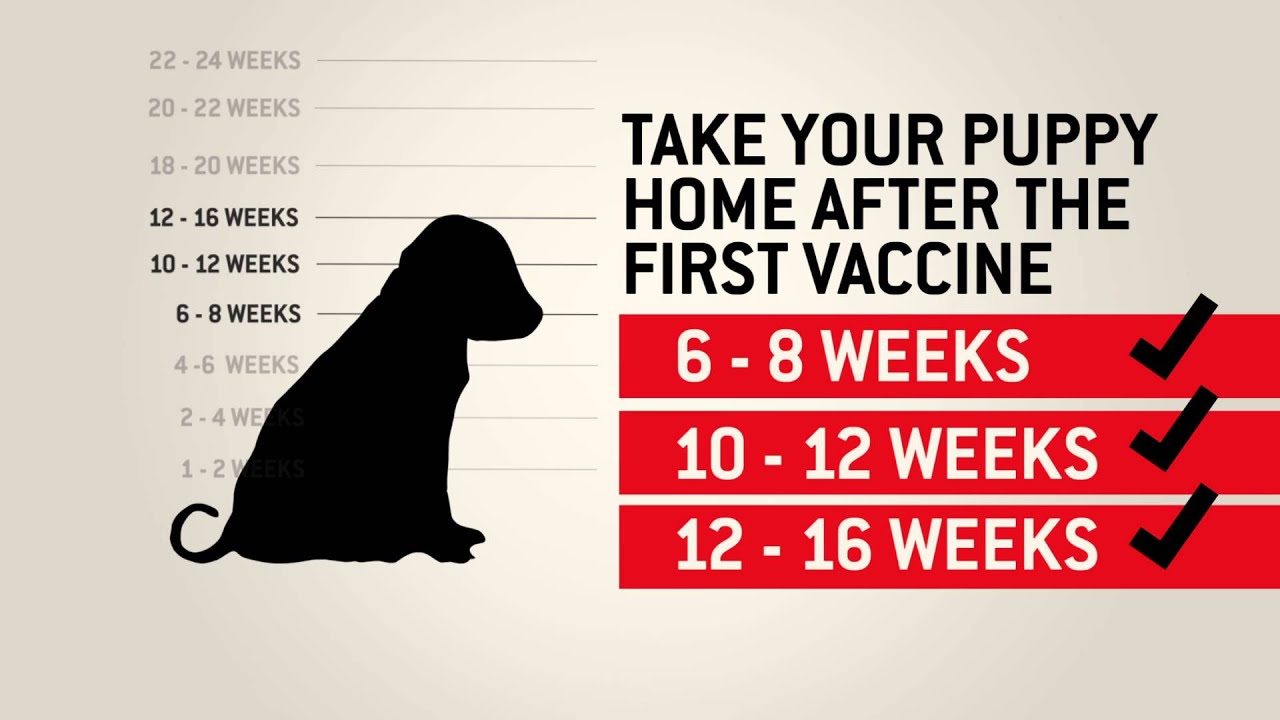 22 - 24 WEEKS
20 - 22 WEEKS
18 - 20 WEEKS
12 - 16 WEEKS
10 - 12 WEEKS
6 - 8 WEEKS
4 -6 WEEKS
2 - 4 WEEKS
1 - 2 WEEKS
TAKE YOUR PUPPY
HOME AFTER THE
FIRST VACCINE
6 - 8 WEEKS
10 - 12 WEEKS
12 - 16 WEEKS